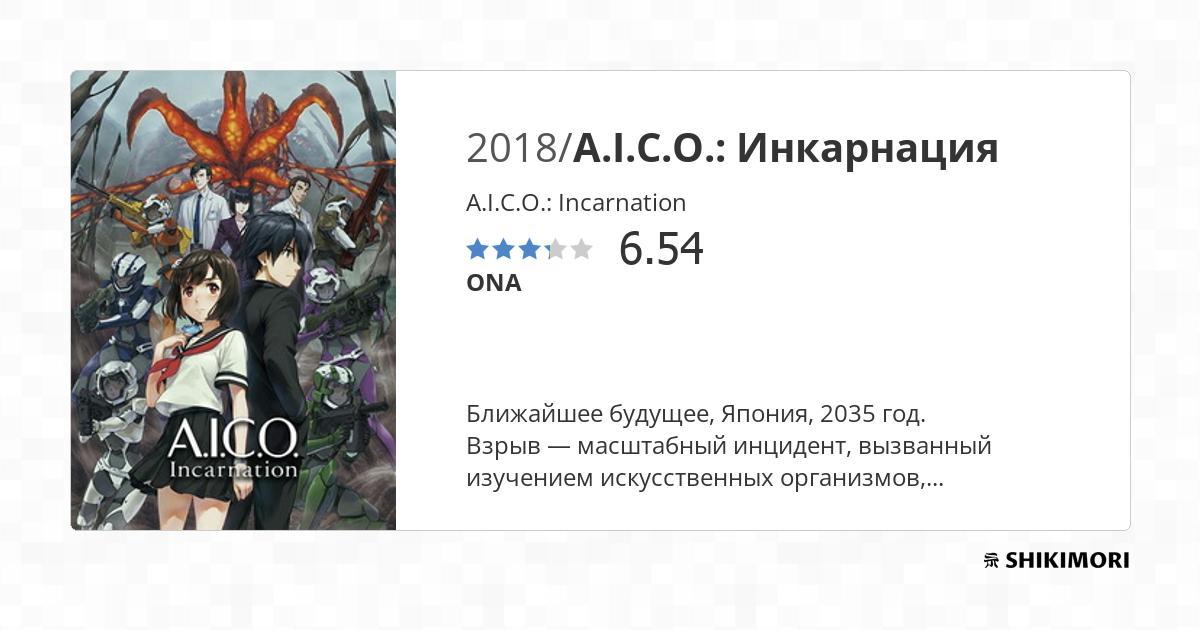 2018/A.I.C.O.: Инкарнация
A.I.C.O.: Incarnation
6.54
ONA
Ближайшее будущее, Япония, 2035 год.
Взрыв — масштабный инцидент, вызванный
изучением искусственных организмов,...
A.I.C.O.
Incarnation
SHIKIMORI